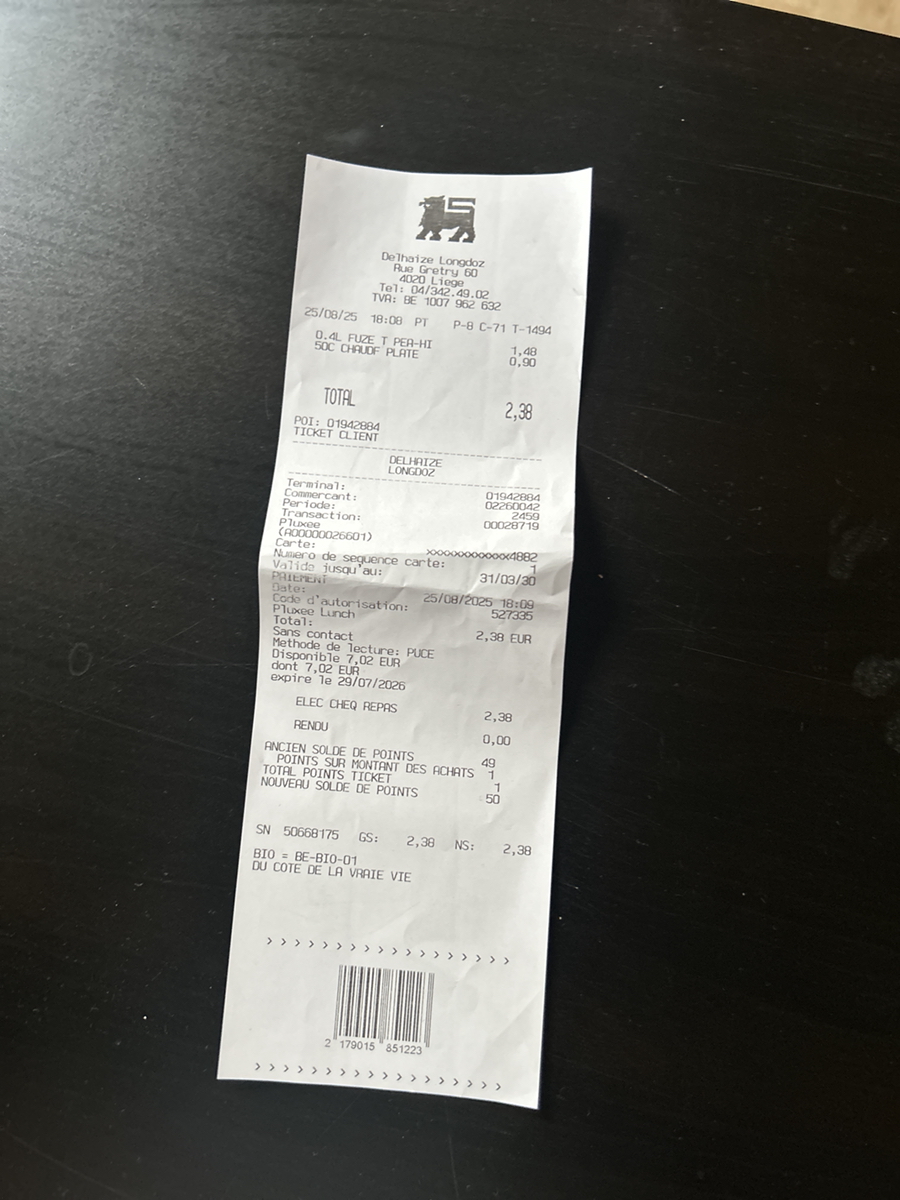 Delhaize Longdoz
Rue Gretry 60
4020 Liege
Tel: 04/342.49.02
TVA: BE 1007 962 632
25/08/25 18:08 PT P-8 C-71 T-1494
0.4L FUZE T PEA-HI 1,48
50C CHAUDF PLATE 0,90
TOTAL 2,38
POI: 01942884
TICKET CLIENT
DELHAIZE
LONGDOZ
Terminal: 01942884
Commercant: 02260042
Periode: 2459
Transaction: 00028719
Pluxee
(A00000026601)
Carte: xxxxxxxxxxxxx4882
Numero de sequence carte: 1
Valide jusqu'au: 31/03/30
PAIEMENT
Date: 25/08/2025 18:09
Code d'autorisation: 527335
Pluxee Lunch
Total: 2,38 EUR
Sans contact
Methode de lecture: PUCE
Disponible 7,02 EUR
dont 7,02 EUR
expire le 29/07/2026
ELEC CHEQ REPAS 2,38
RENDU 0,00
ANCIEN SOLDE DE POINTS 49
POINTS SUR MONTANT DES ACHATS 1
TOTAL POINTS TICKET 1
NOUVEAU SOLDE DE POINTS 50
SN 50668175 GS: 2,38 NS: 2,38
BIO = BE-BIO-01
DU COTE DE LA VRAIE VIE
> > > > > > > > > > > > > > > > > >
2 179015 851223
> > > > > > > > > > > > > > > > > >